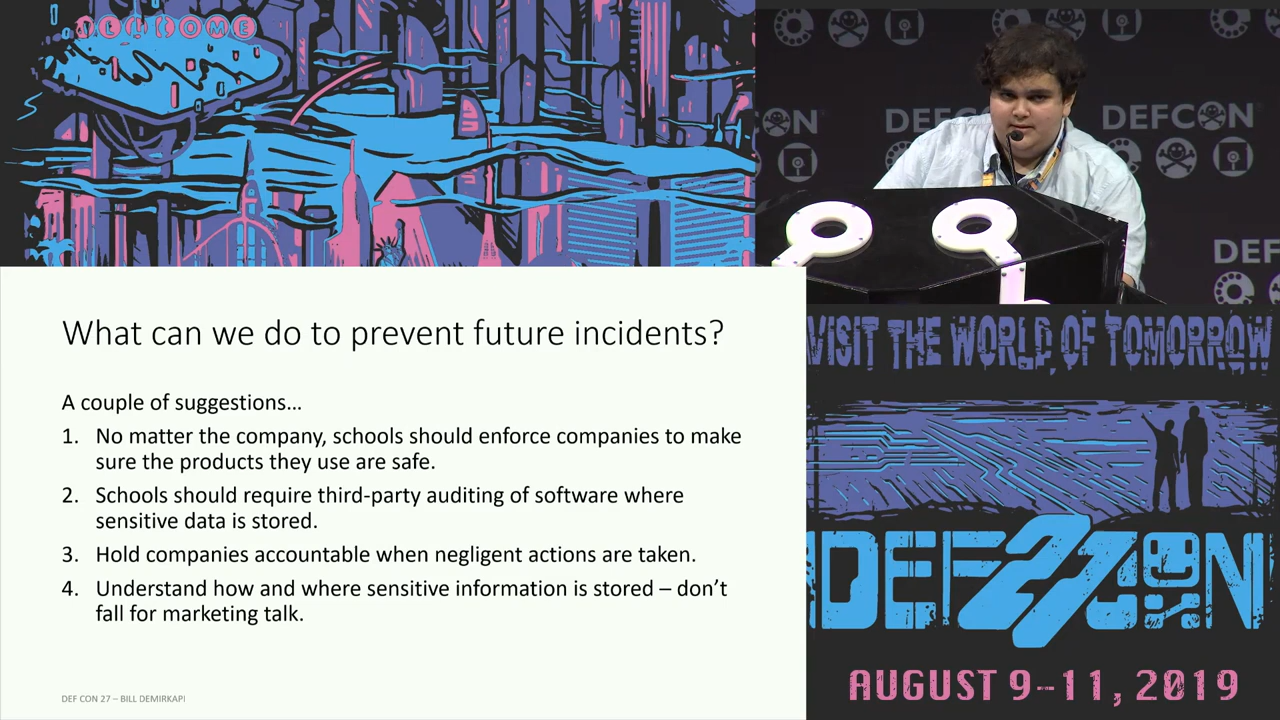 WELCOME
DEFCON
DEFCON
DEFCON
DEFCON
What can we do to prevent future incidents?
A couple of suggestions...
1. No matter the company, schools should enforce companies to make
sure the products they use are safe.
2. Schools should require third-party auditing of software where
sensitive data is stored.
3. Hold companies accountable when negligent actions are taken.
4. Understand how and where sensitive information is stored – don't
fall for marketing talk.
DEF CON 27 – BILL DEMIRKAPI
VISIT THE WORLD OF TOMORROW
DEF27CON
AUGUST 9-11, 2019